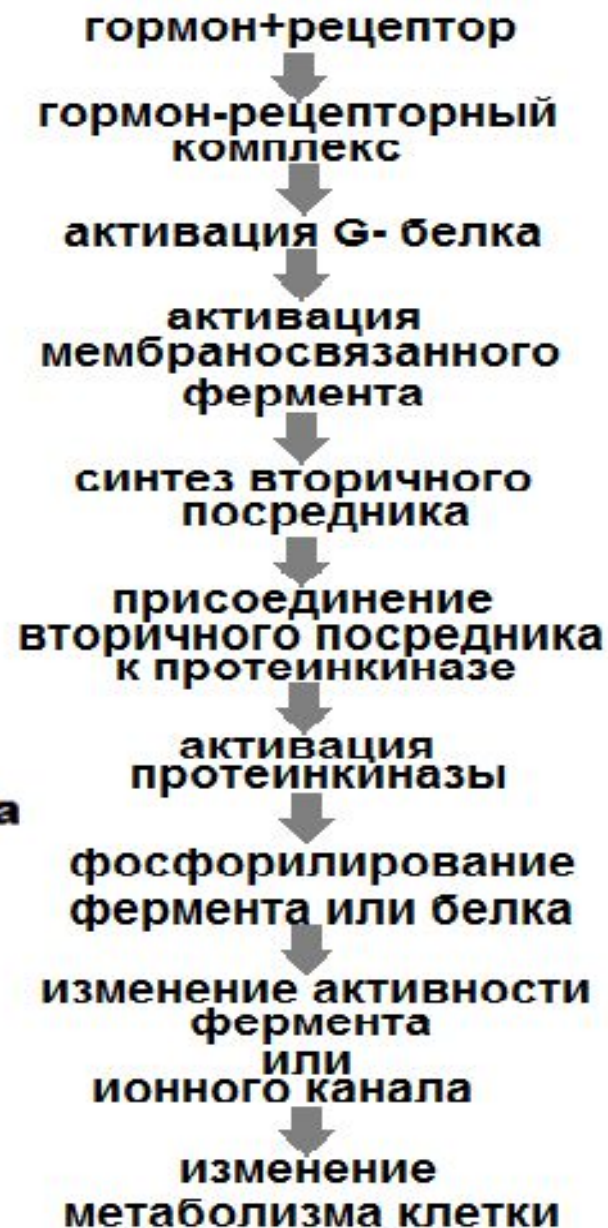 гормон+рецептор
гормон-рецепторный
комплекс
активация G- белка
активация
мембраносвязанного
фермента
синтез вторичного
посредника
присоединение
вторичного посредника
к протеинкиназе
активация
протеинкиназы
а
фосфорилирование
фермента или белка
изменение активности
фермента
или
ионного канала
изменение
метаболизма клетки